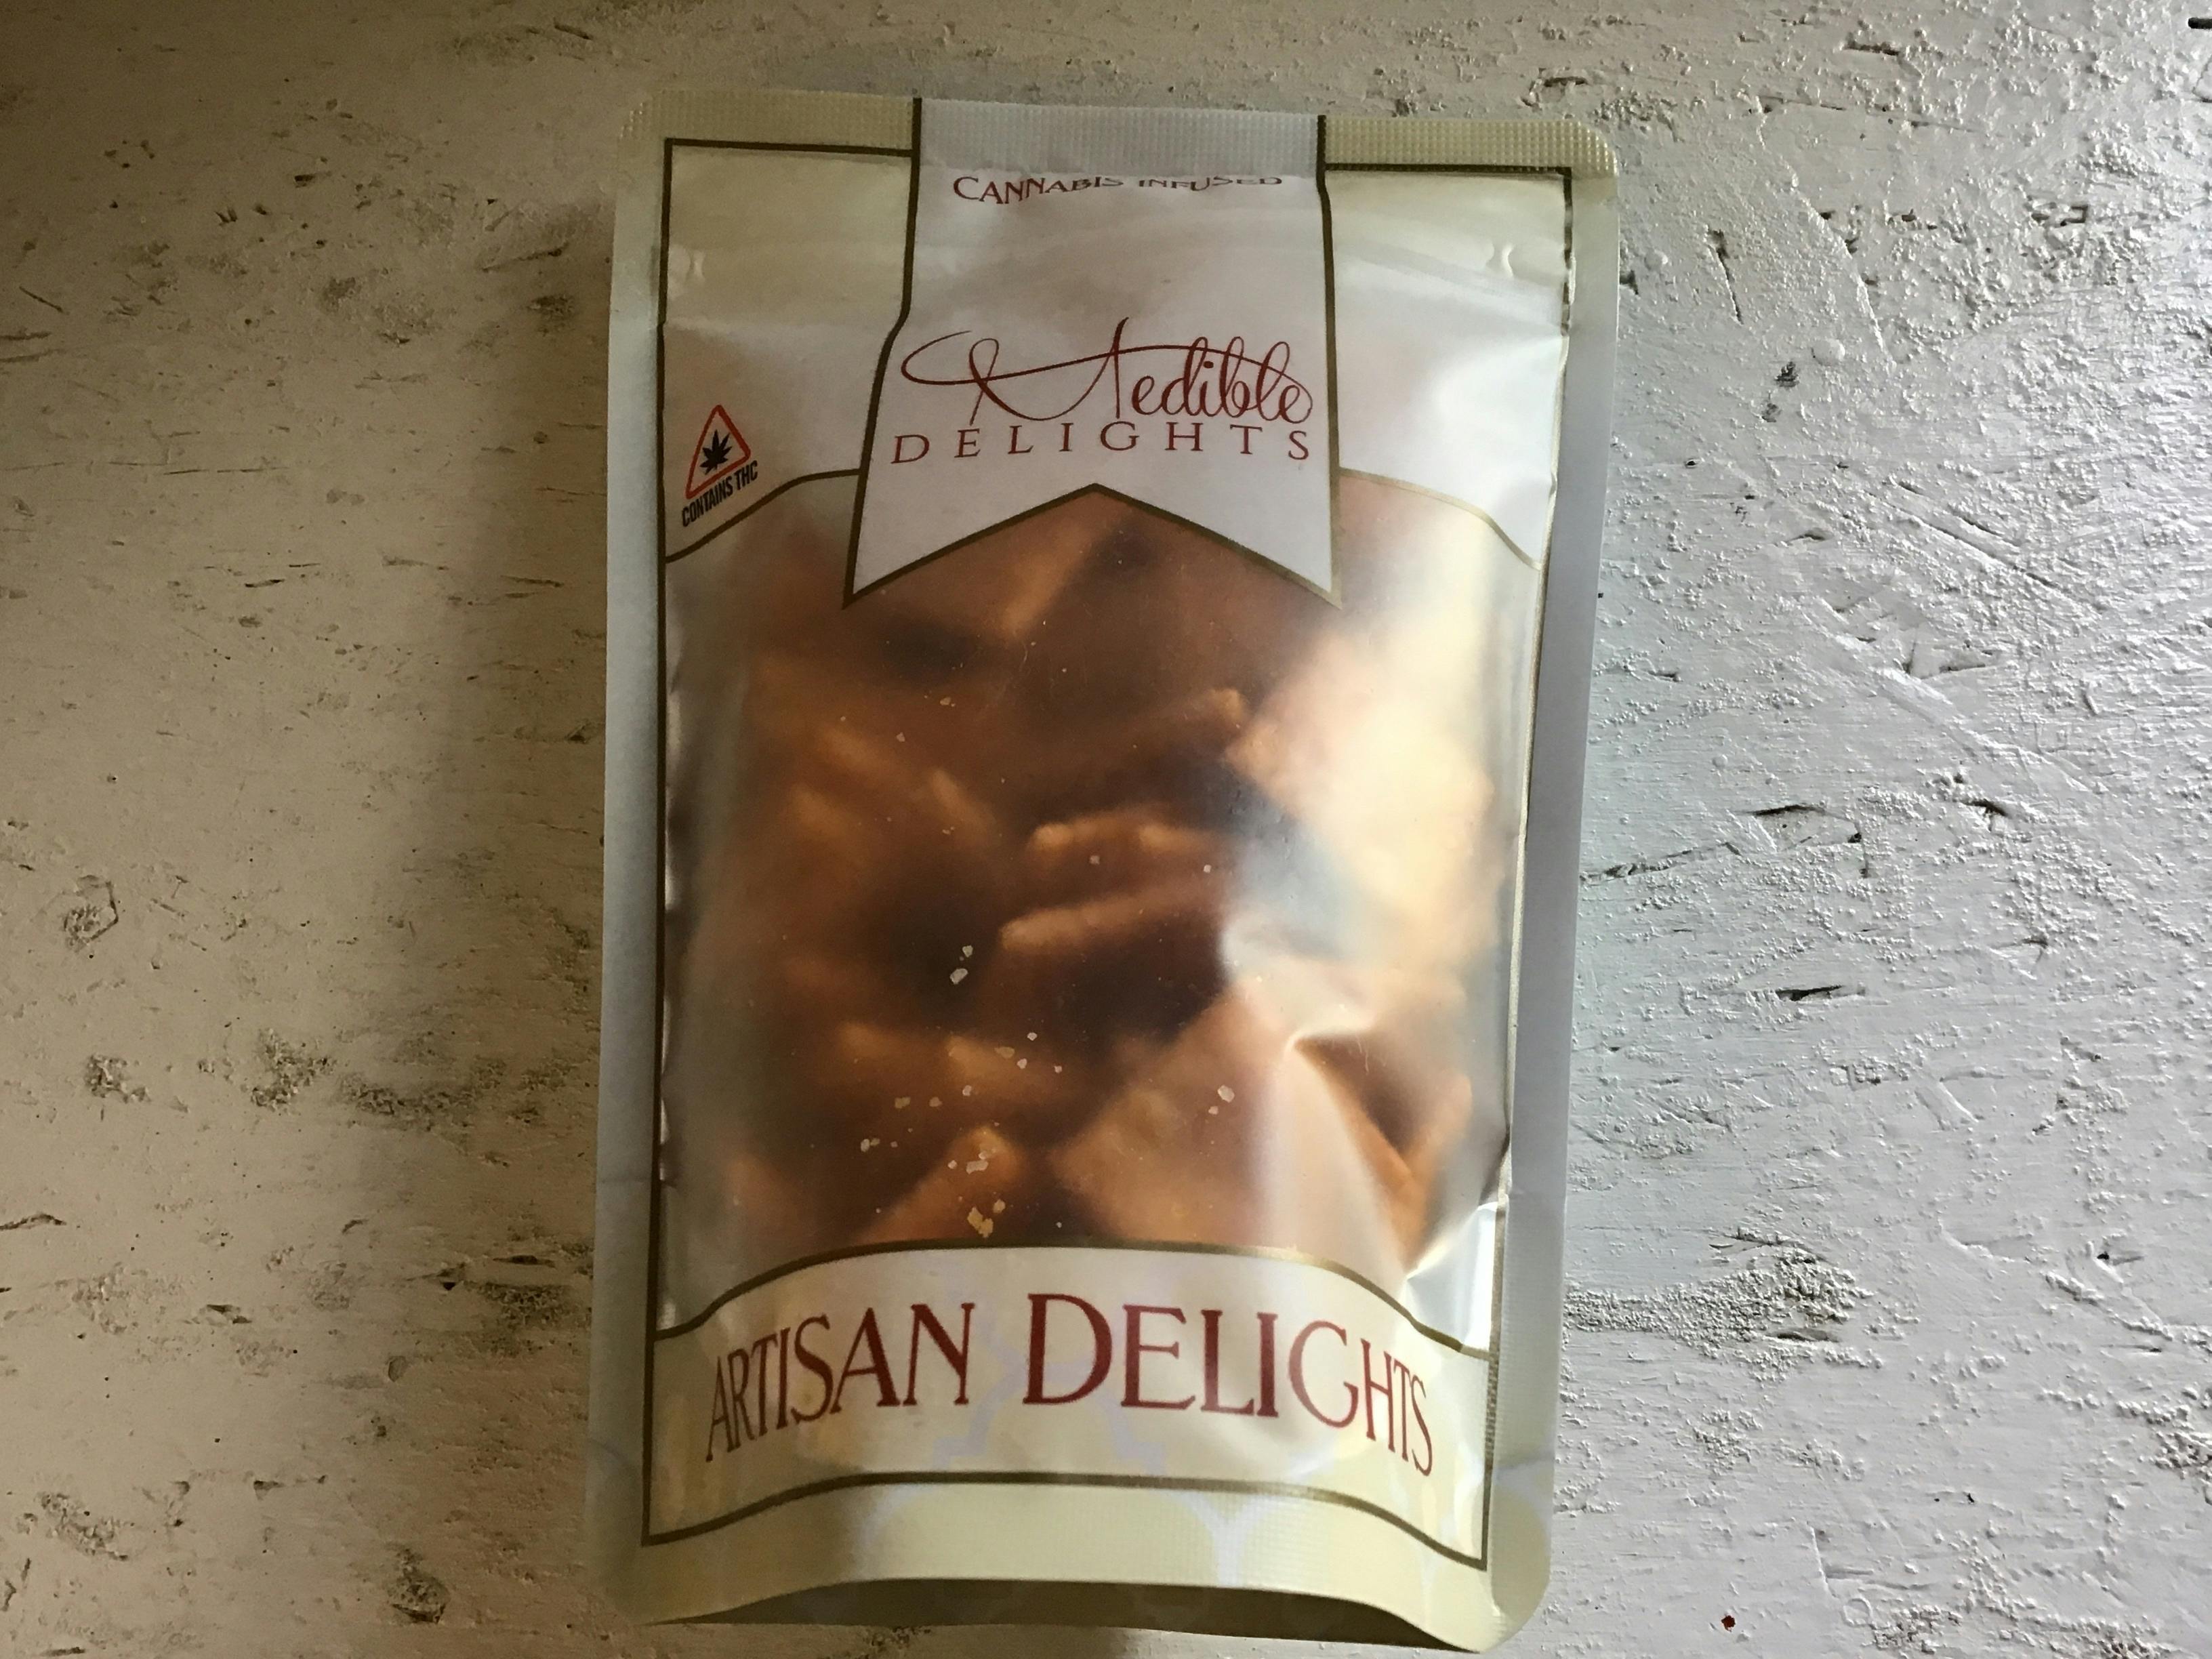 CANNABIS INFUSED
Medible
DELIGHTS
CONTAINS THC
ARTISAN DELIGHTS